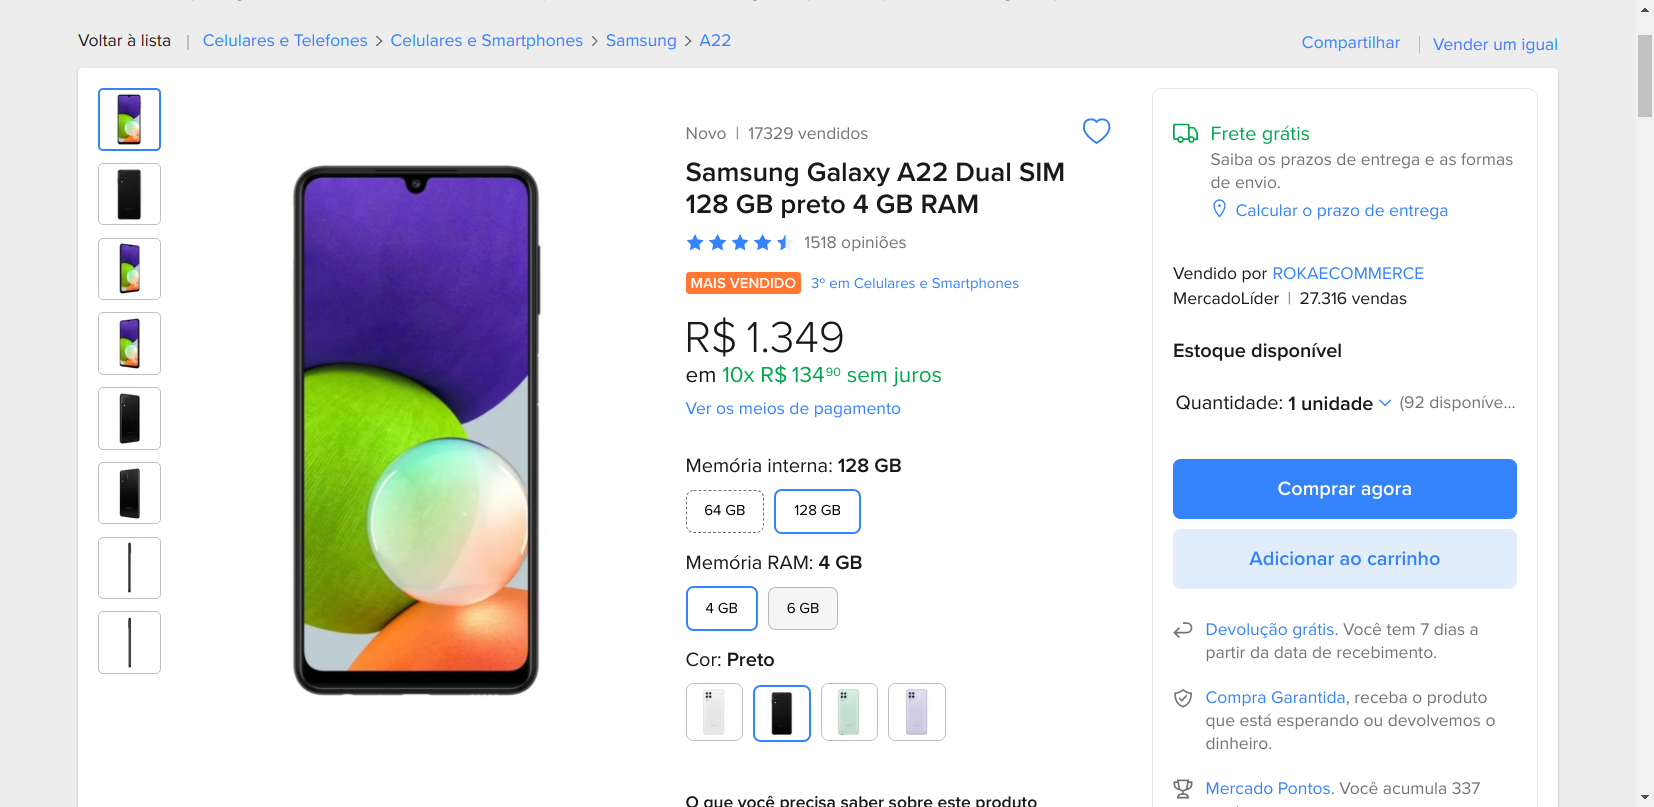 Voltar à lista | Celulares e Telefones > Celulares e Smartphones > Samsung > A22
Compartilhar | Vender um igual
Novo | 17329 vendidos
Samsung Galaxy A22 Dual SIM
128 GB preto 4 GB RAM
1518 opiniões
MAIS VENDIDO 3º em Celulares e Smartphones
R$ 1.349
em 10x R$ 134⁹⁰ sem juros
Ver os meios de pagamento
Memória interna: 128 GB
64 GB
128 GB
Memória RAM: 4 GB
4 GB
6 GB
Cor: Preto
O que você precisa saber sobre este produto
Frete grátis
Saiba os prazos de entrega e as formas
de envio.
Calcular o prazo de entrega
Vendido por ROKAECOMMERCE
MercadoLíder | 27.316 vendas
Estoque disponível
Quantidade: 1 unidade (92 disponíve...
Comprar agora
Adicionar ao carrinho
Devolução grátis. Você tem 7 dias a
partir da data de recebimento.
Compra Garantida, receba o produto
que está esperando ou devolvemos o
dinheiro.
Mercado Pontos. Você acumula 337